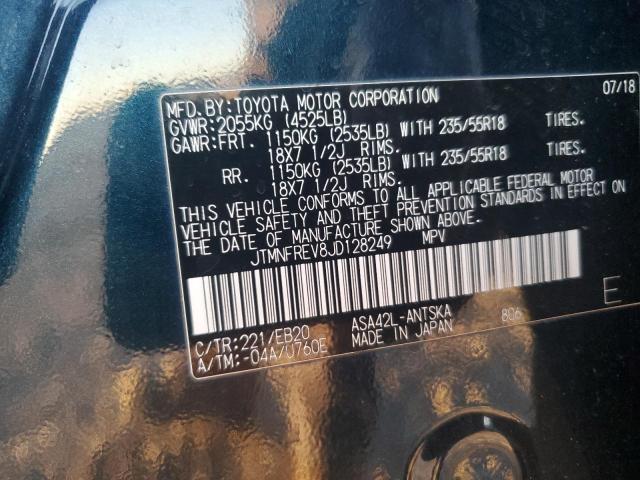 MFD.BY:TOYOTA MOTOR CORPORATION 07/18
GVWR:2055KG (4525LB)
GAWR:FRT. 1150KG (2535LB) WITH 235/55R18 TIRES.
18X7 1/2J RIMS.
RR. 1150KG (2535LB) WITH 235/55R18 TIRES.
18X7 1/2J RIMS.
THIS VEHICLE CONFORMS TO ALL APPLICABLE FEDERAL MOTOR
VEHICLE SAFETY AND THEFT PREVENTION STANDARDS IN EFFECT ON
THE DATE OF MANUFACTURE SHOWN ABOVE.
JTMNFREV8JD128249 MPV
E
C/TR:221/EB20 ASA42L-ANTSKA 806
A/TM:-04A/U760E MADE IN JAPAN